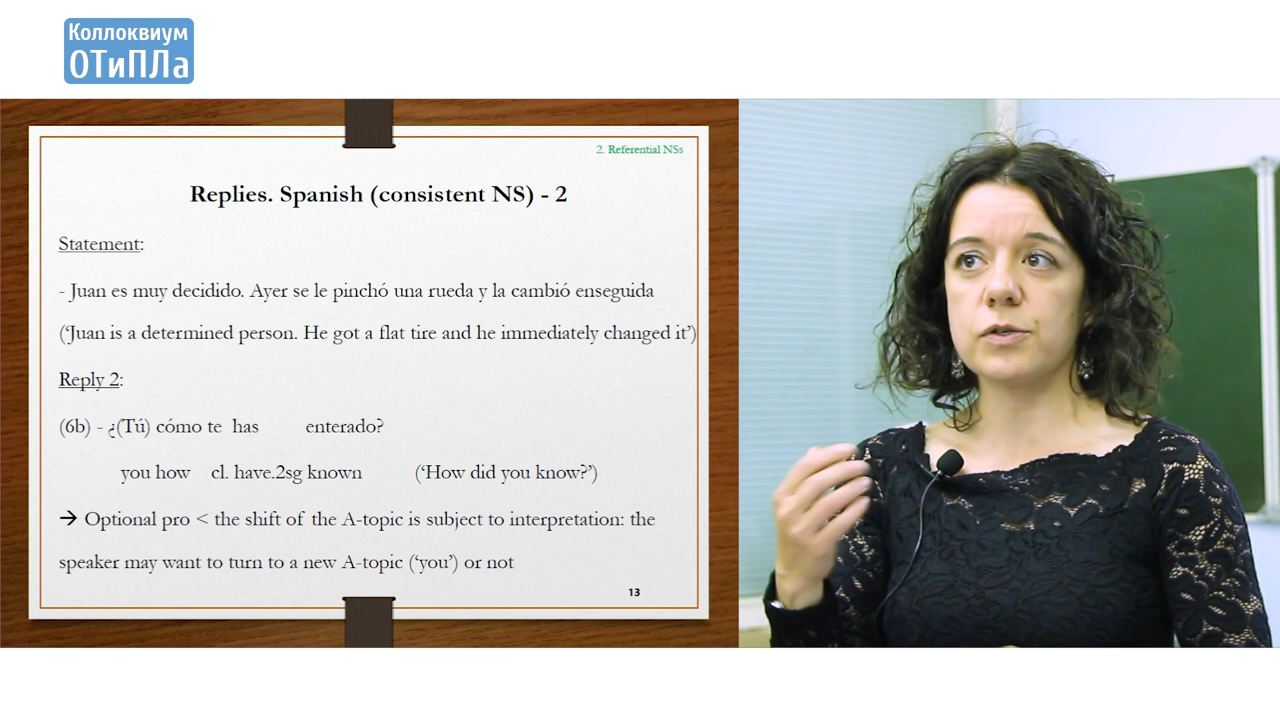 Коллоквиум
ОТиПЛа
2. Referential NSs
Replies. Spanish (consistent NS) - 2
Statement:
- Juan es muy decidido. Ayer se le pinchó una rueda y la cambió enseguida
(‘Juan is a determined person. He got a flat tire and he immediately changed it’)
Reply 2:
(6b) - ¿(Tú) cómo te has enterado?
you how cl. have.2sg known (‘How did you know?’)
→ Optional pro < the shift of the A-topic is subject to interpretation: the
speaker may want to turn to a new A-topic (‘you’) or not
13